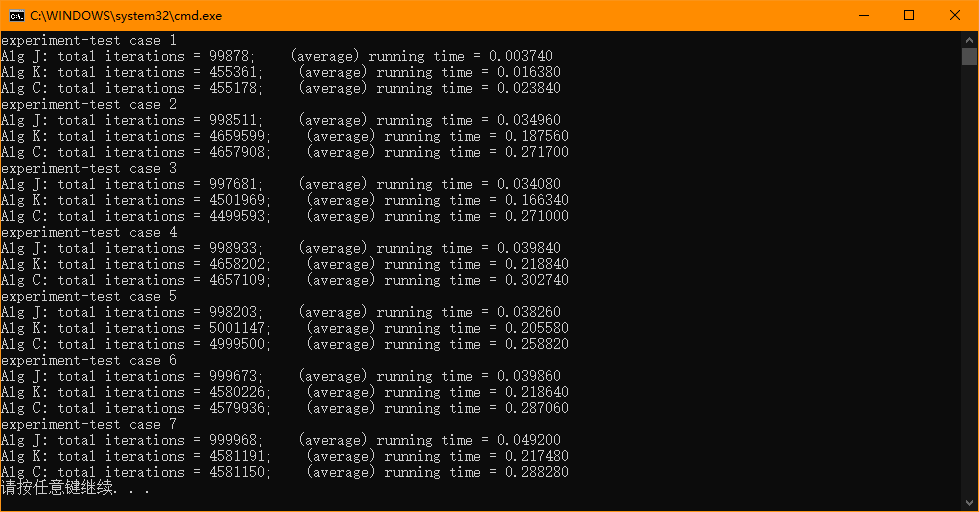 C:\WINDOWS\system32\cmd.exe
experiment-test case 1
Alg J: total iterations = 99878;   (average) running time = 0.003740
Alg K: total iterations = 455361;    (average) running time = 0.016380
Alg C: total iterations = 455178;    (average) running time = 0.023840
experiment-test case 2
Alg J: total iterations = 998511;    (average) running time = 0.034960
Alg K: total iterations = 4659599;    (average) running time = 0.187560
Alg C: total iterations = 4657908;    (average) running time = 0.271700
experiment-test case 3
Alg J: total iterations = 997681;    (average) running time = 0.034080
Alg K: total iterations = 4501969;    (average) running time = 0.166340
Alg C: total iterations = 4499593;    (average) running time = 0.271000
experiment-test case 4
Alg J: total iterations = 998933;    (average) running time = 0.039840
Alg K: total iterations = 4658202;    (average) running time = 0.218840
Alg C: total iterations = 4657109;    (average) running time = 0.302740
experiment-test case 5
Alg J: total iterations = 998203;    (average) running time = 0.038260
Alg K: total iterations = 5001147;    (average) running time = 0.205580
Alg C: total iterations = 4999500;    (average) running time = 0.258820
experiment-test case 6
Alg J: total iterations = 999673;    (average) running time = 0.039860
Alg K: total iterations = 4580226;    (average) running time = 0.218640
Alg C: total iterations = 4579936;    (average) running time = 0.287060
experiment-test case 7
Alg J: total iterations = 999968;    (average) running time = 0.049200
Alg K: total iterations = 4581191;    (average) running time = 0.217480
Alg C: total iterations = 4581150;    (average) running time = 0.288280
请按任意键继续. . .